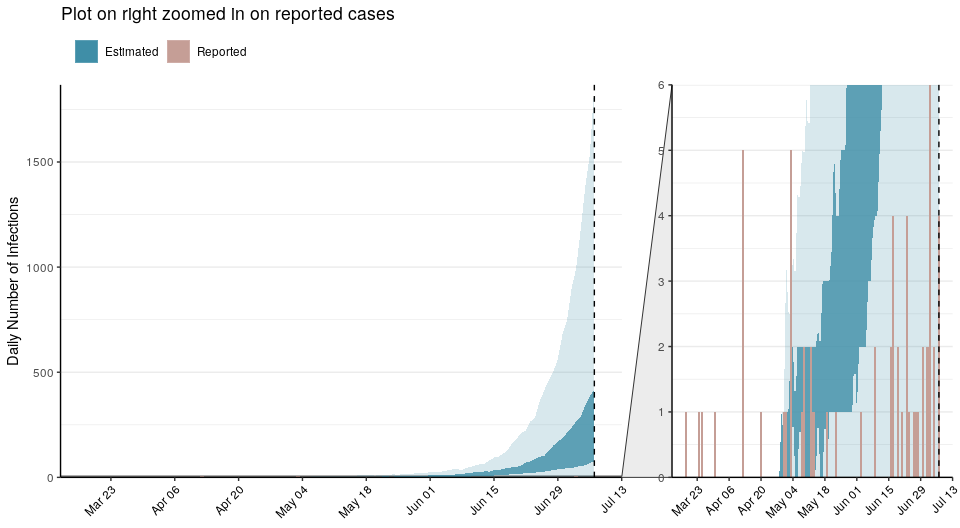 Plot on right zoomed in on reported cases
Estimated Reported
Daily Number of Infections
1500
1000
500
0
Mar 23 Apr 06 Apr 20 May 04 May 18 Jun 01 Jun 15 Jun 29 Jul 13
6
5
4
3
2
1
0
Mar 23 Apr 06 Apr 20 May 04 May 18 Jun 01 Jun 15 Jun 29 Jul 13